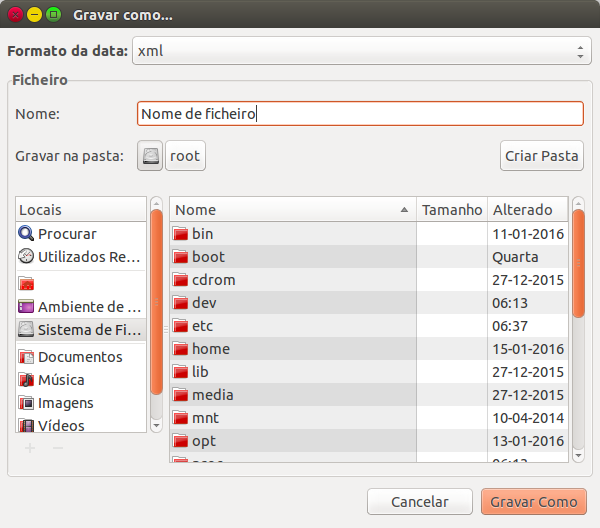 Gravar como...
Formato da data: xml
Ficheiro
Nome: Nome de ficheiro
Gravar na pasta: root Criar Pasta
Locais
Procurar
Utilizados Re...
Ambiente de ...
Sistema de Fi...
Documentos
Música
Imagens
Vídeos
Nome Tamanho Alterado
bin 11-01-2016
boot Quarta
cdrom 27-12-2015
dev 06:13
etc 06:37
home 15-01-2016
lib 27-12-2015
media 27-12-2015
mnt 10-04-2014
opt 13-01-2016
Cancelar Gravar Como